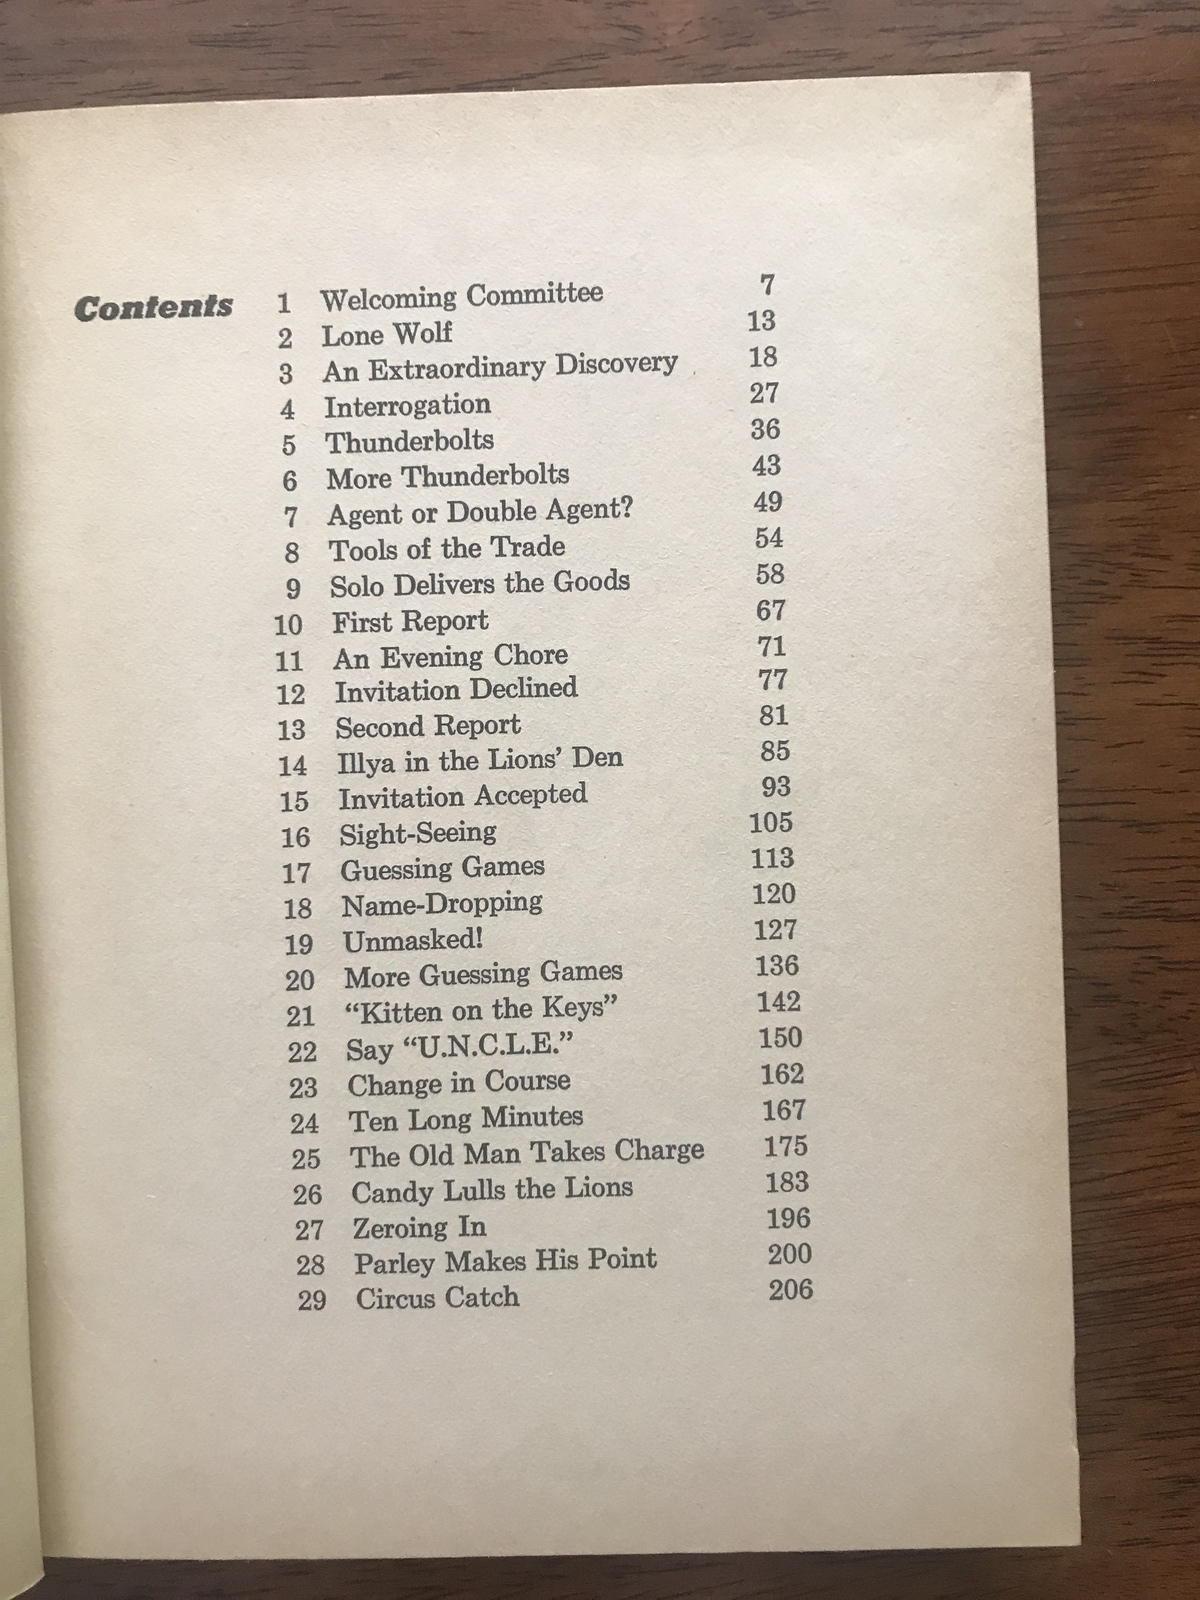 Contents 1 Welcoming Committee 7
2 Lone Wolf 13
3 An Extraordinary Discovery 18
4 Interrogation 27
5 Thunderbolts 36
6 More Thunderbolts 43
7 Agent or Double Agent? 49
8 Tools of the Trade 54
9 Solo Delivers the Goods 58
10 First Report 67
11 An Evening Chore 71
12 Invitation Declined 77
13 Second Report 81
14 Illya in the Lions’ Den 85
15 Invitation Accepted 93
16 Sight-Seeing 105
17 Guessing Games 113
18 Name-Dropping 120
19 Unmasked! 127
20 More Guessing Games 136
21 “Kitten on the Keys” 142
22 Say “U.N.C.L.E.” 150
23 Change in Course 162
24 Ten Long Minutes 167
25 The Old Man Takes Charge 175
26 Candy Lulls the Lions 183
27 Zeroing In 196
28 Parley Makes His Point 200
29 Circus Catch 206